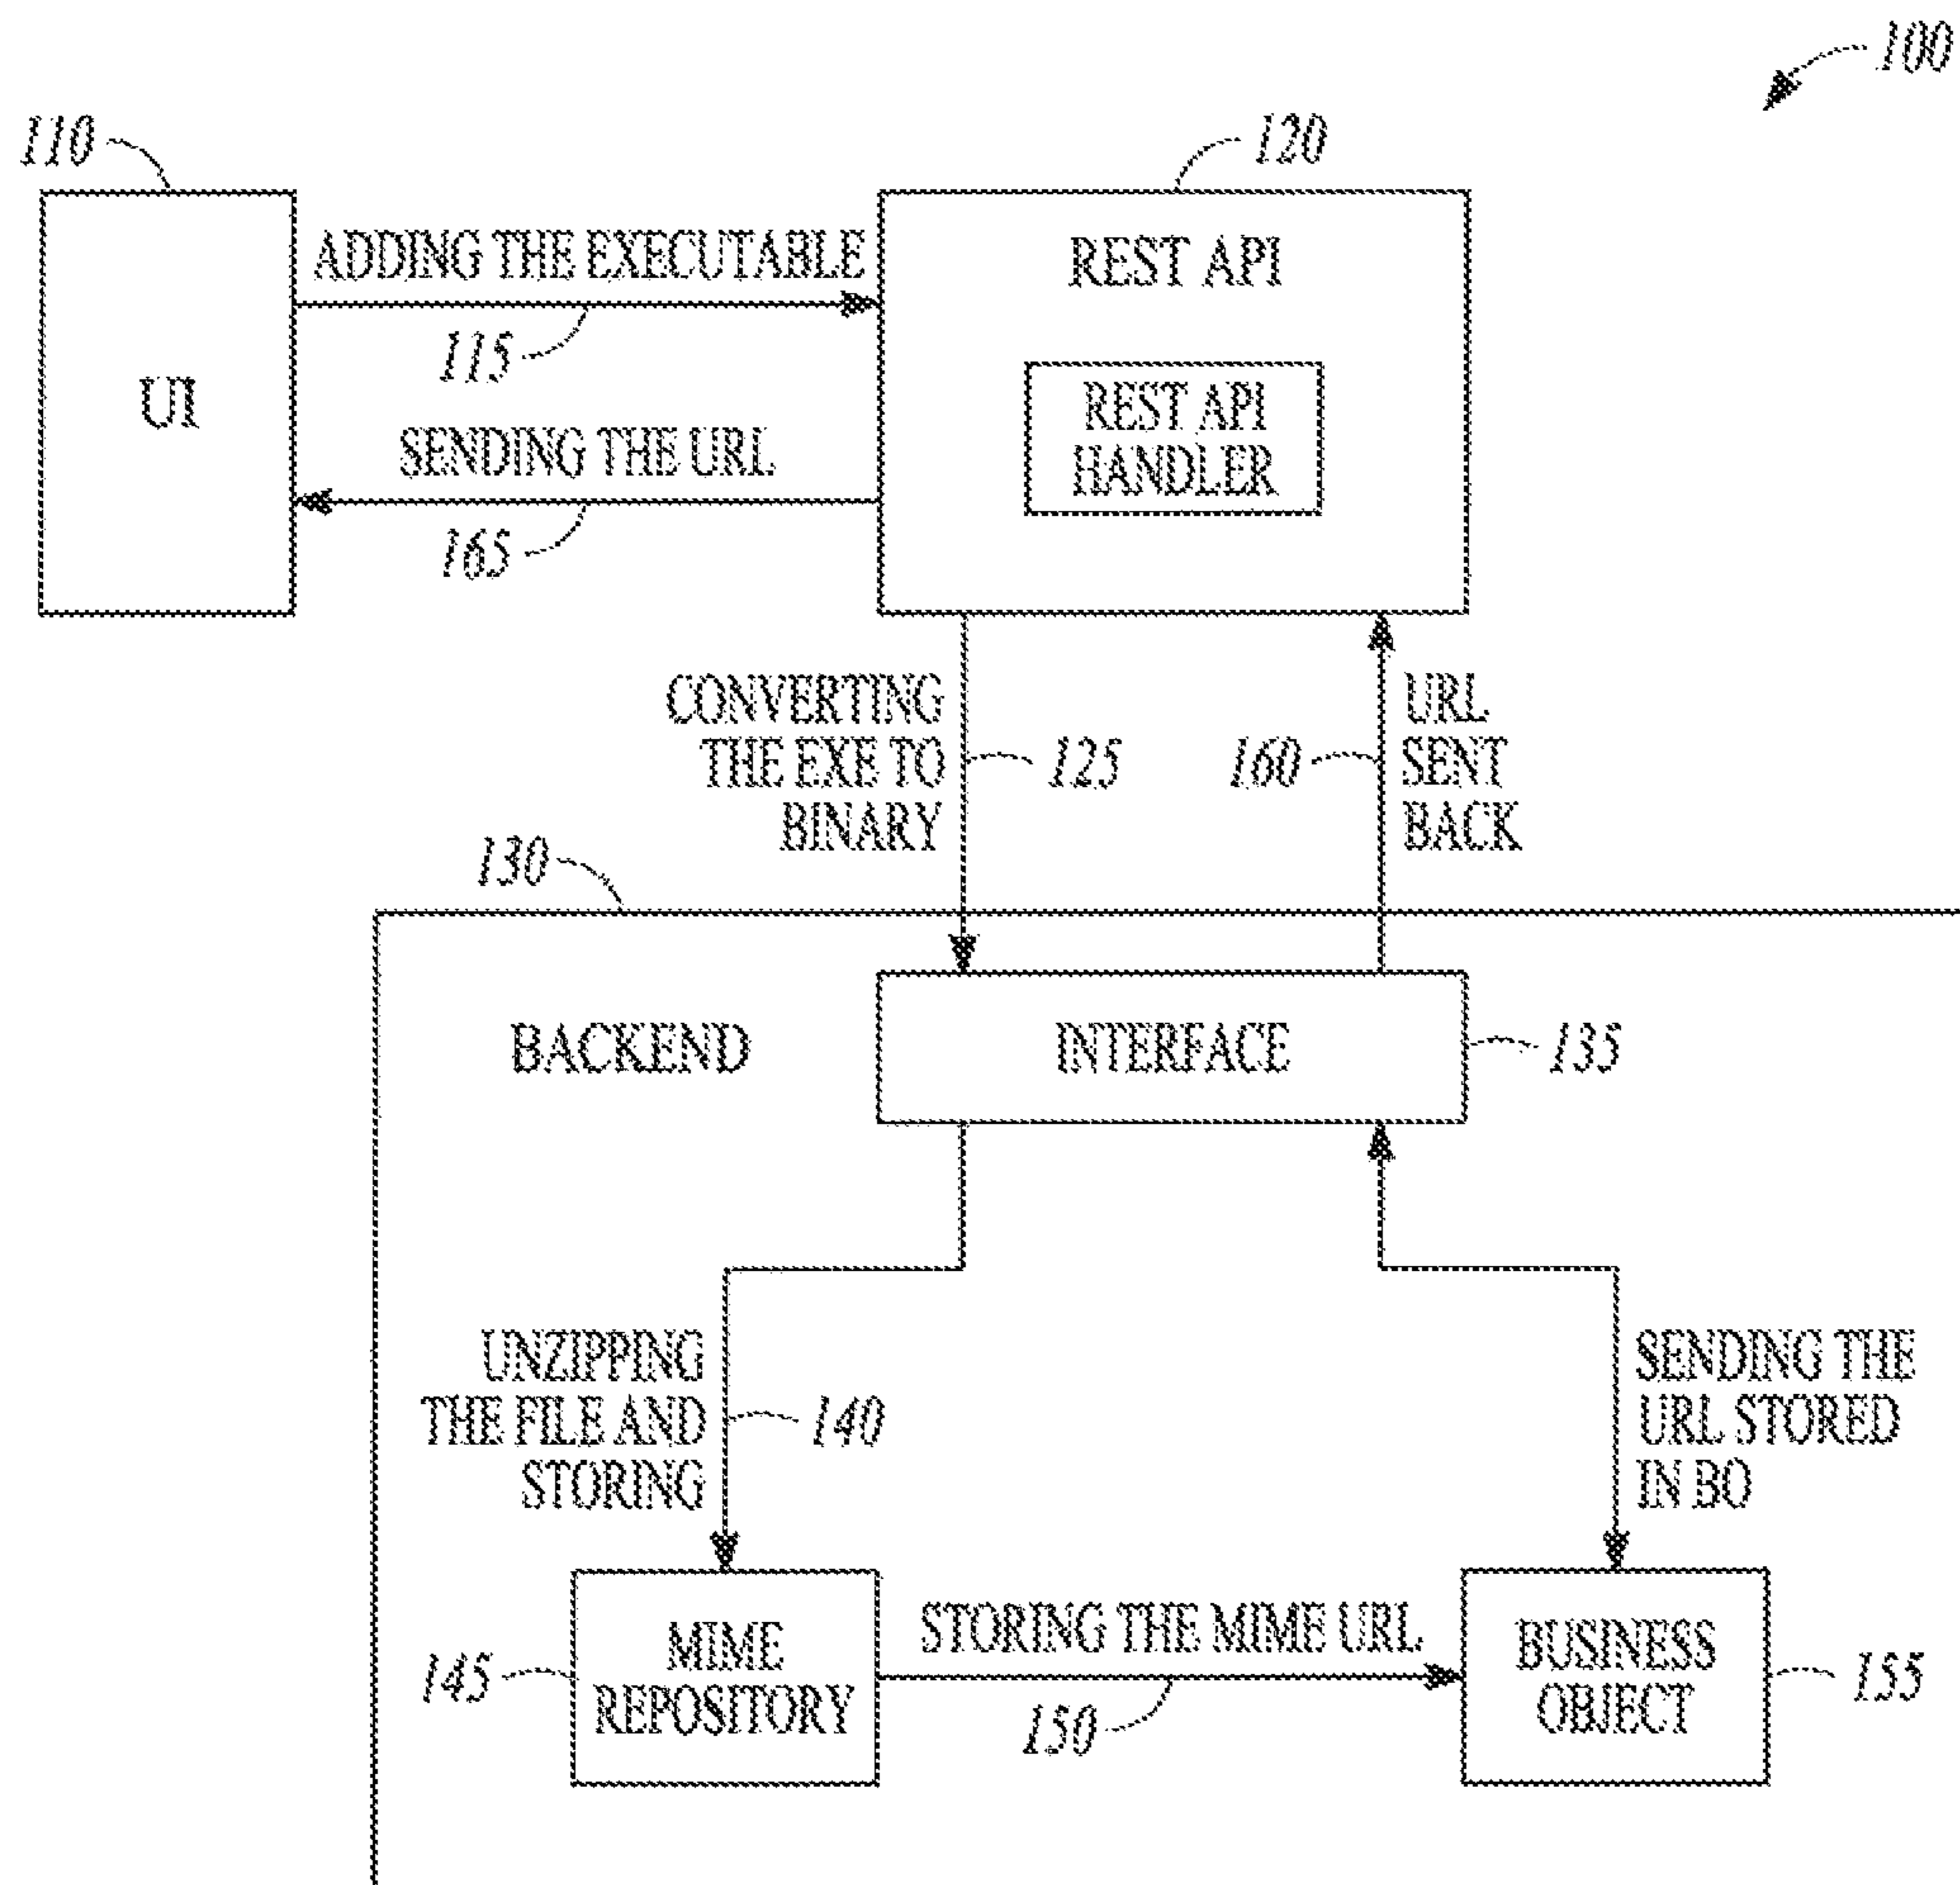 100
110
120
ADDING THE EXECUTABLE
REST API
115
UI
REST API
HANDLER
SENDING THE URL
165
CONVERTING
THE EXE TO
BINARY
125
160
URL
SENT
BACK
130
BACKEND
INTERFACE
135
UNZIPPING
THE FILE AND
STORING
140
SENDING THE
URL STORED
IN BO
MIME
REPOSITORY
145
STORING THE MIME URL
150
BUSINESS
OBJECT
155